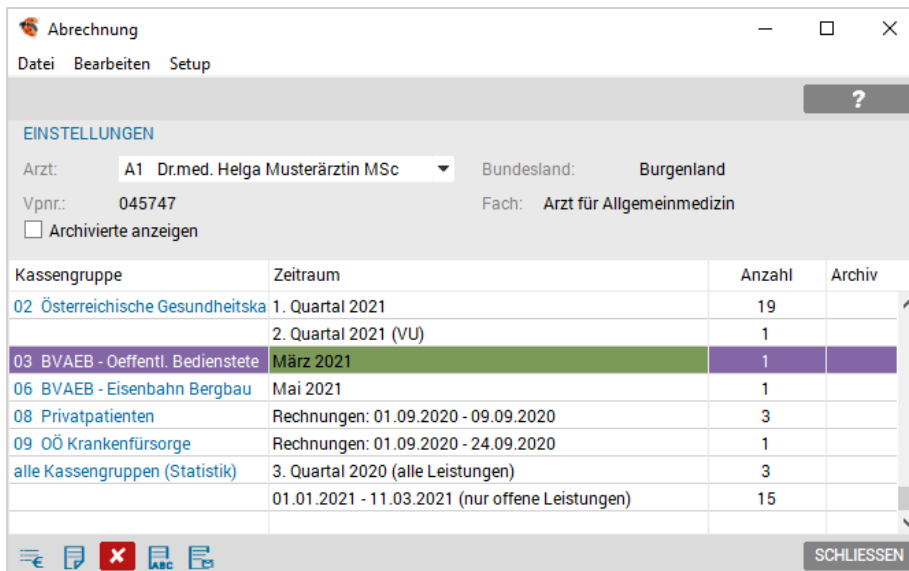 Abrechnung
Datei Bearbeiten Setup
?
EINSTELLUNGEN
Arzt: A1 Dr.med. Helga Musterärztin MSc Bundesland: Burgenland
Vpnr.: 045747 Fach: Arzt für Allgemeinmedizin
Archivierte anzeigen
Kassengruppe Zeitraum Anzahl Archiv
02 Österreichische Gesundheitska 1. Quartal 2021 19
2. Quartal 2021 (VU) 1
03 BVAEB - Oeffentl. Bedienstete März 2021 1
06 BVAEB - Eisenbahn Bergbau Mai 2021 1
08 Privatpatienten Rechnungen: 01.09.2020 - 09.09.2020 3
09 OÖ Krankenfürsorge Rechnungen: 01.09.2020 - 24.09.2020 1
alle Kassengruppen (Statistik) 3. Quartal 2020 (alle Leistungen) 3
01.01.2021 - 11.03.2021 (nur offene Leistungen) 15
€ ABC SCHLIESSEN